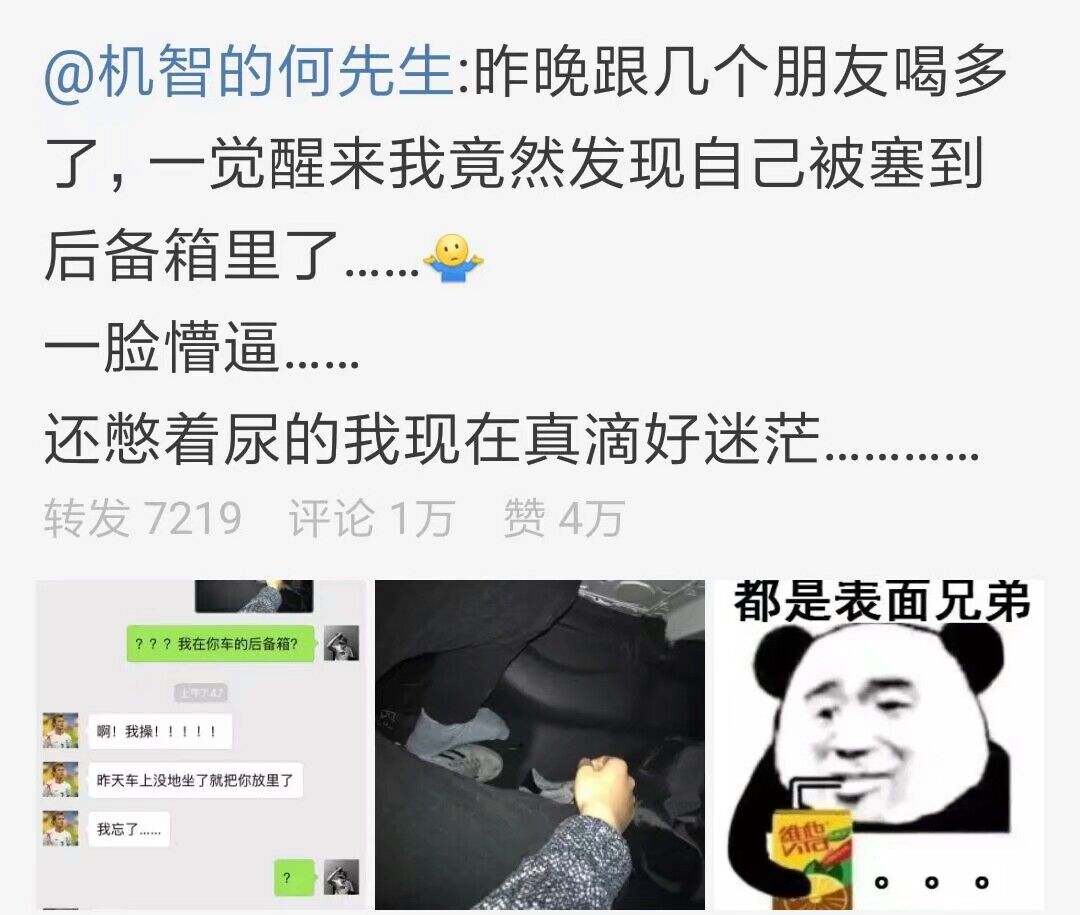 @机智的何先生:昨晚跟几个朋友喝多
了，一觉醒来我竟然发现自己被塞到
后备箱里了……🤷‍♂️
一脸懵逼……
还憋着尿的我现在真滴好迷茫…………
转发 7219 评论 1万 赞 4万
？？？我在你车的后备箱?
上午7:47
啊！我操！！！！！
昨天车上没地坐了就把你放里了
我忘了……
?
都是表面兄弟
維他
VITA
。。。